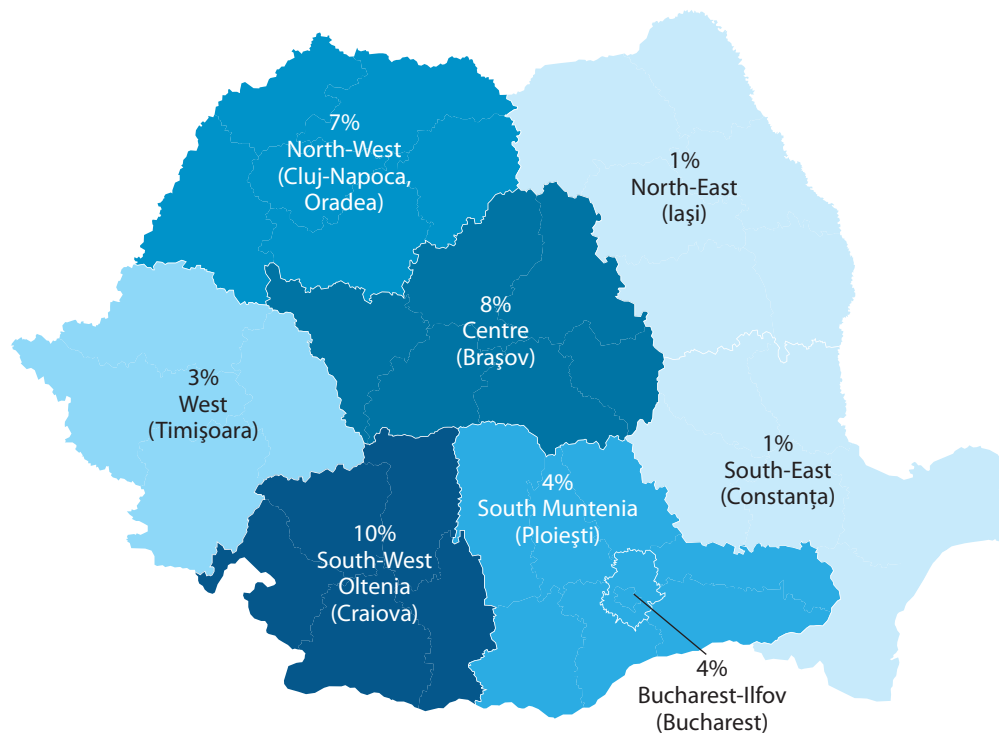 7%
North-West
(Cluj-Napoca,
Oradea)
1%
North-East
(Iaşi)
8%
Centre
(Braşov)
3%
West
(Timişoara)
1%
South-East
(Constanța)
4%
South Muntenia
(Ploieşti)
10%
South-West
Oltenia
(Craiova)
4%
Bucharest-Ilfov
(Bucharest)